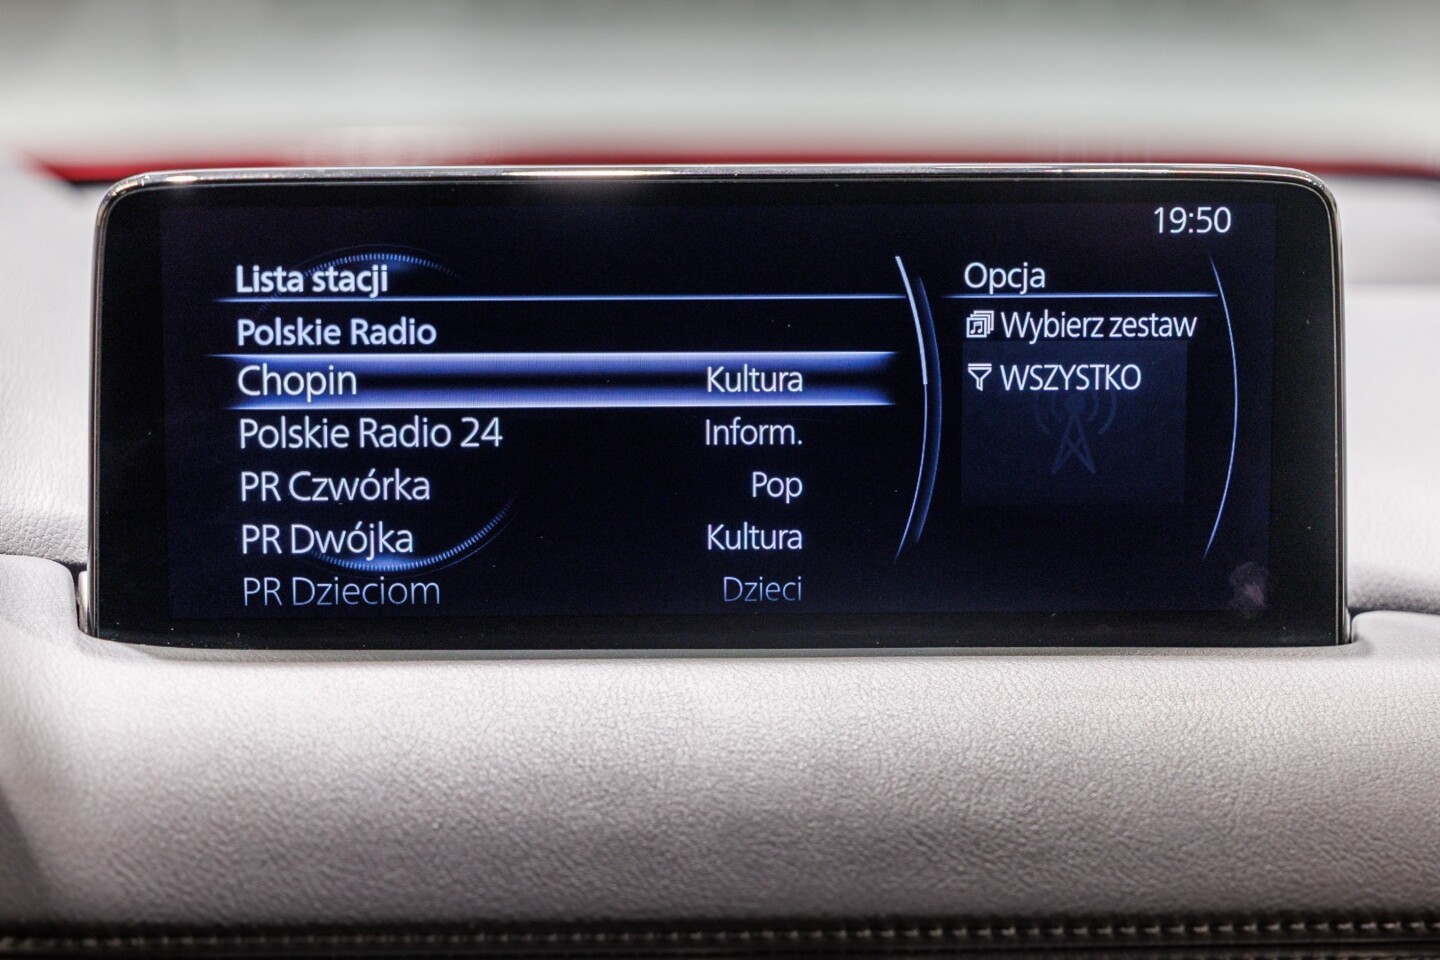 19:50
Lista stacji
Polskie Radio
Chopin Kultura
Polskie Radio 24 Inform.
PR Czwórka Pop
PR Dwójka Kultura
PR Dzieciom Dzieci
Opcja
Wybierz zestaw
WSZYSTKO